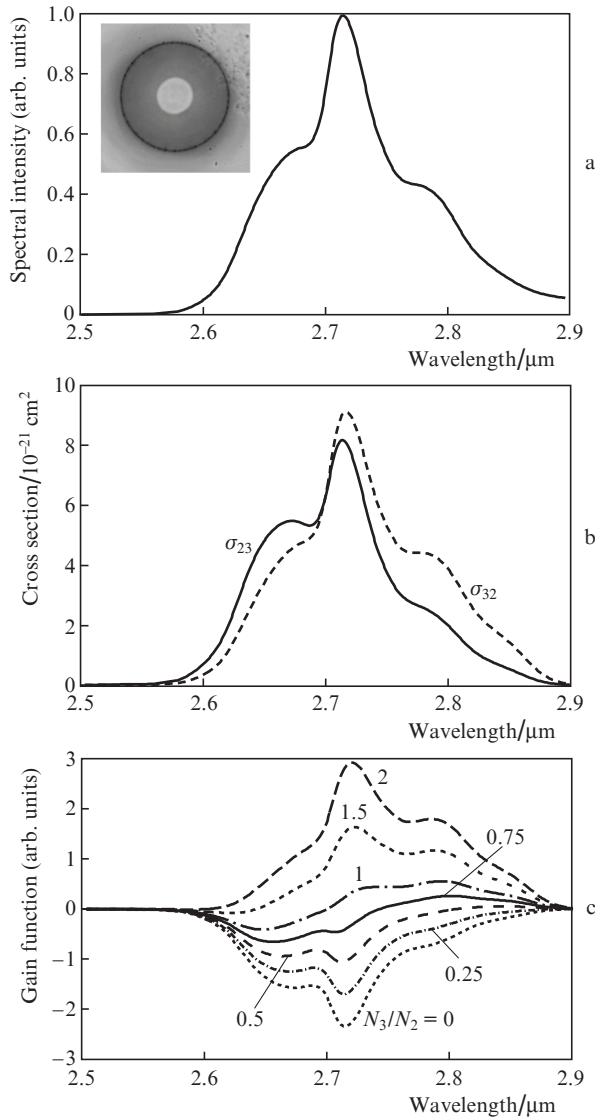 Spectral intensity (arb. units)
1.0
0.8
0.6
0.4
0.2
0
2.5 2.6 2.7 2.8 2.9
Wavelength/μm
a
Cross section/10⁻²¹ cm²
10
8
6
4
2
0
σ₂₃
σ₃₂
2.5 2.6 2.7 2.8 2.9
Wavelength/μm
b
Gain function (arb. units)
3
2
1
0
−1
−2
−3
2
1.5
1
0.75
0.5
0.25
N₃/N₂ = 0
2.5 2.6 2.7 2.8 2.9
Wavelength/μm
c